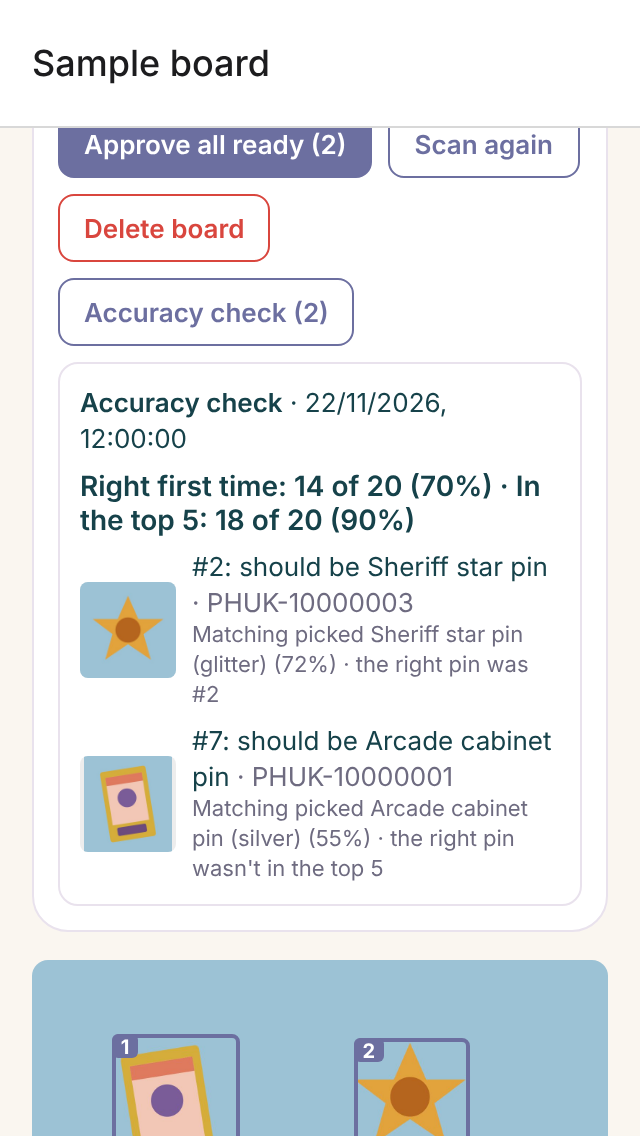 Sample board
Approve all ready (2)
Scan again
Delete board
Accuracy check (2)
Accuracy check · 22/11/2026,
12:00:00
Right first time: 14 of 20 (70%) · In
the top 5: 18 of 20 (90%)
#2: should be Sheriff star pin
· PHUK-10000003
Matching picked Sheriff star pin
(glitter) (72%) · the right pin was
#2
#7: should be Arcade cabinet
pin · PHUK-10000001
Matching picked Arcade cabinet
pin (silver) (55%) · the right pin
wasn't in the top 5
1
2